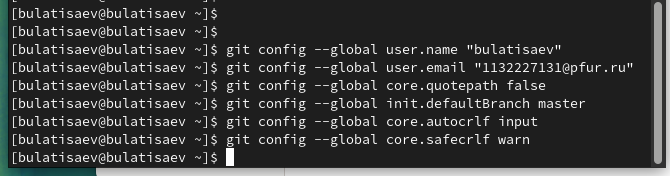 [bulatisaev@bulatisaev ~]$
[bulatisaev@bulatisaev ~]$
[bulatisaev@bulatisaev ~]$ git config --global user.name "bulatisaev"
[bulatisaev@bulatisaev ~]$ git config --global user.email "1132227131@pfur.ru"
[bulatisaev@bulatisaev ~]$ git config --global core.quotepath false
[bulatisaev@bulatisaev ~]$ git config --global init.defaultBranch master
[bulatisaev@bulatisaev ~]$ git config --global core.autocrlf input
[bulatisaev@bulatisaev ~]$ git config --global core.safecrlf warn
[bulatisaev@bulatisaev ~]$